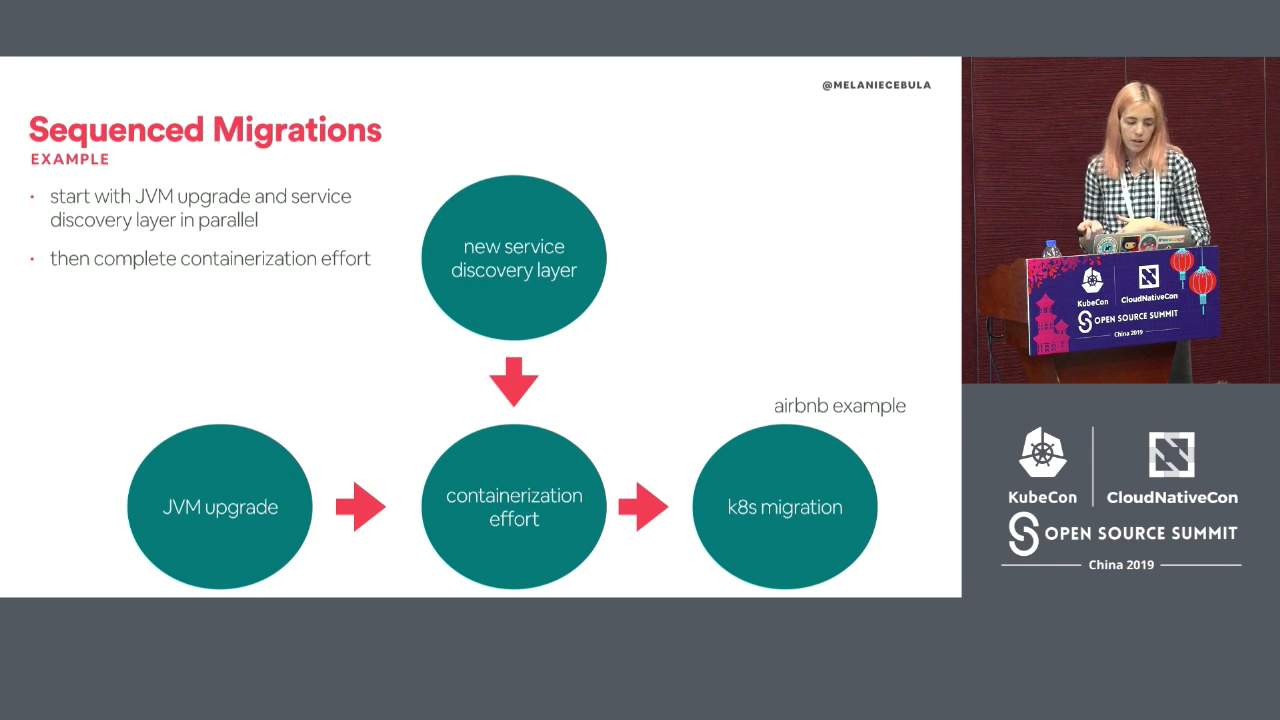 @MELANIECEBULA
Sequenced Migrations
EXAMPLE
• start with JVM upgrade and service
discovery layer in parallel
• then complete containerization effort
new service
discovery layer
airbnb example
JVM upgrade
containerization
effort
k8s migration
KubeCon
CloudNativeCon
OPEN SOURCE SUMMIT
China 2019
KubeCon
CloudNativeCon
OPEN SOURCE SUMMIT
China 2019